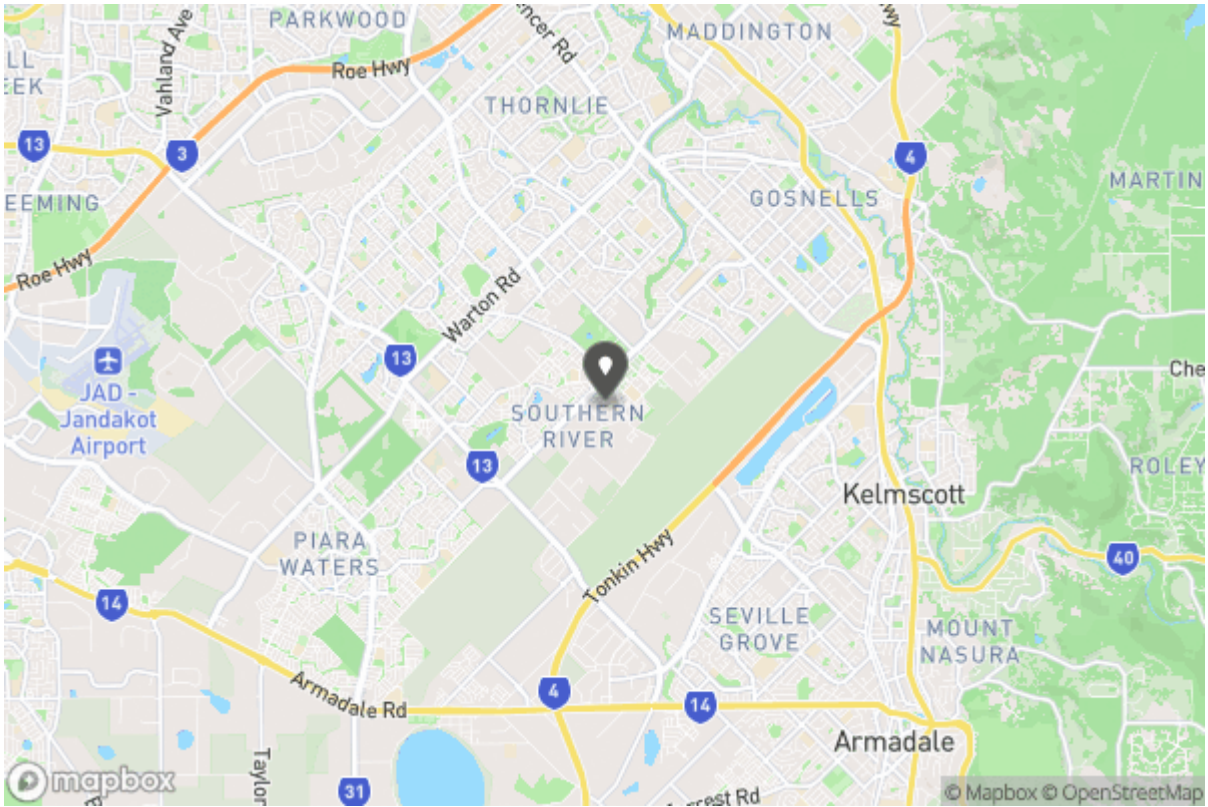 PARKWOOD
MADDINGTON
Vahland Ave
Roe Hwy
THORNLIE
13
3
4
MARTIN
GOSNELLS
Roe Hwy
Warton Rd
JAD -
Jandakot
Airport
13
SOUTHERN
RIVER
13
Kelmscott
PIARA
WATERS
Tonkin Hwy
40
14
SEVILLE
GROVE
MOUNT
NASURA
Armadale Rd
4
14
Armadale
31
mapbox
© Mapbox © OpenStreetMap